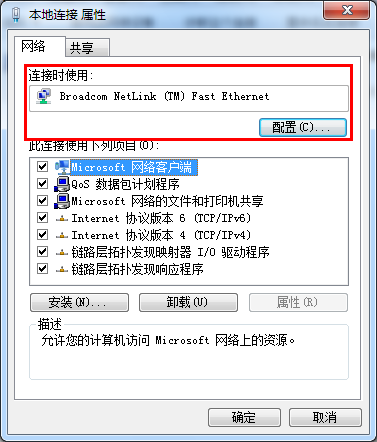 本地连接 属性
网络
共享
连接时使用:
Broadcom NetLink (TM) Fast Ethernet
配置(C)...
此连接使用下列项目(O):
Microsoft 网络客户端
QoS 数据包计划程序
Microsoft 网络的文件和打印机共享
Internet 协议版本 6 (TCP/IPv6)
Internet 协议版本 4 (TCP/IPv4)
链路层拓扑发现映射器 I/O 驱动程序
链路层拓扑发现响应程序
安装(N)...
卸载(U)
属性(R)
描述
允许您的计算机访问 Microsoft 网络上的资源。
确定
取消